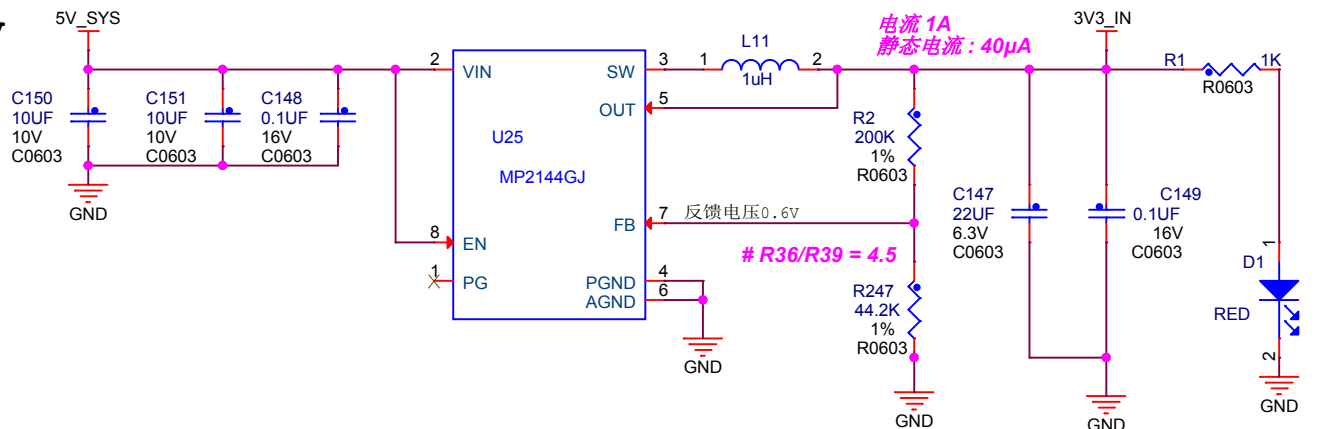 5V_SYS
C150
10UF
10V
C0603
GND
C151
10UF
10V
C0603
C148
0.1UF
16V
C0603
2
VIN
8
EN
1
PG
U25
MP2144GJ
SW
3
OUT
5
FB
7
PGND
4
AGND
6
GND
L11
1
2
1uH
电流 1A
静态电流 : 40μA
R2
200K
1%
R0603
反馈电压0.6V
# R36/R39 = 4.5
R247
44.2K
1%
R0603
GND
3V3_IN
C147
22UF
6.3V
C0603
C149
0.1UF
16V
C0603
GND
R1
1K
R0603
1
D1
RED
2
GND